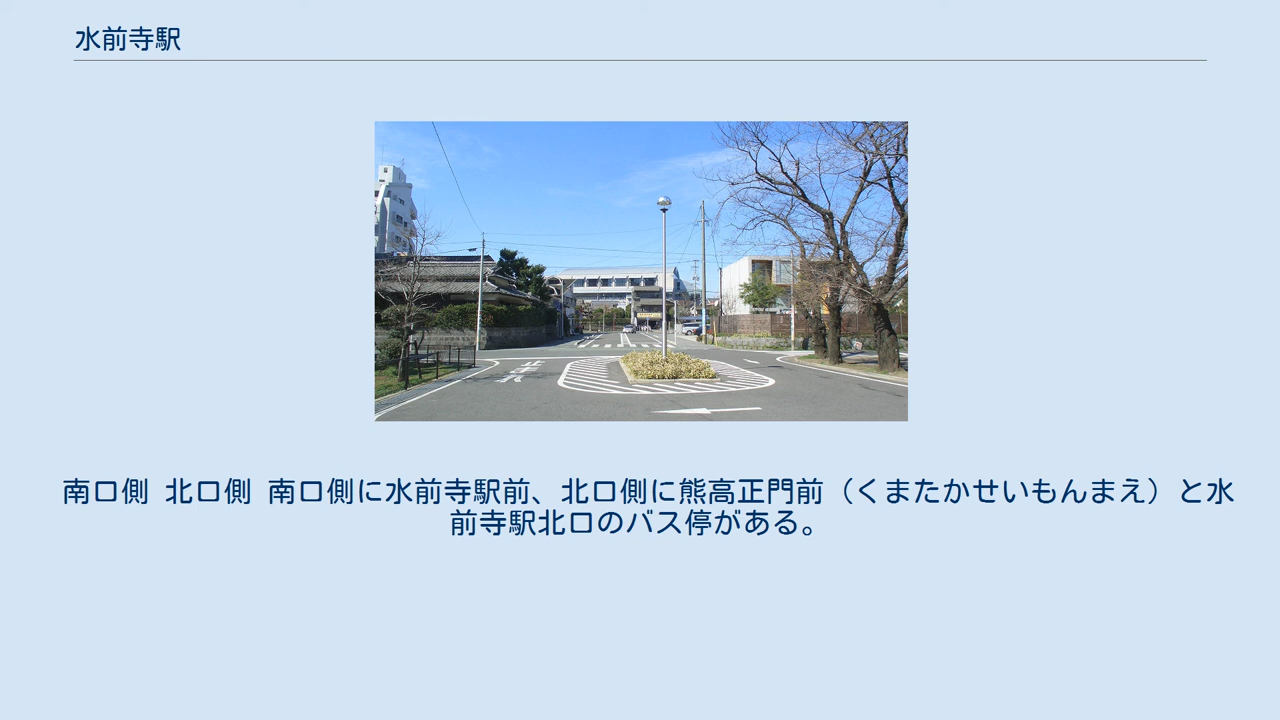 水前寺駅
南口側 北口側 南口側に水前寺駅前、北口側に熊高正門前（くまたかせいもんまえ）と水
前寺駅北口のバス停がある。